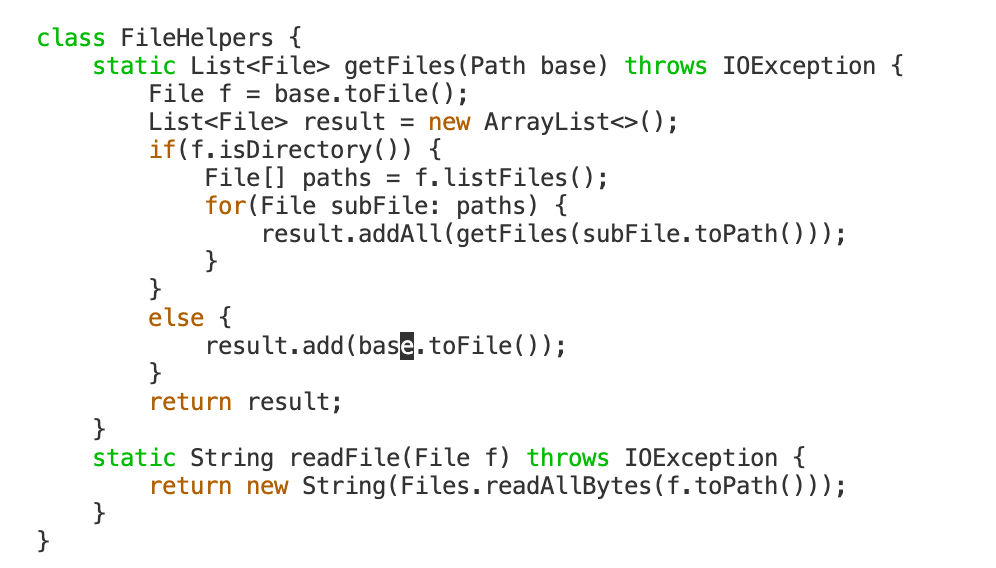 class FileHelpers {
    static List<File> getFiles(Path base) throws IOException {
        File f = base.toFile();
        List<File> result = new ArrayList<>();
        if(f.isDirectory()) {
            File[] paths = f.listFiles();
            for(File subFile: paths) {
                result.addAll(getFiles(subFile.toPath()));
            }
        }
        else {
            result.add(base.toFile());
        }
        return result;
    }
    static String readFile(File f) throws IOException {
        return new String(Files.readAllBytes(f.toPath()));
    }
}